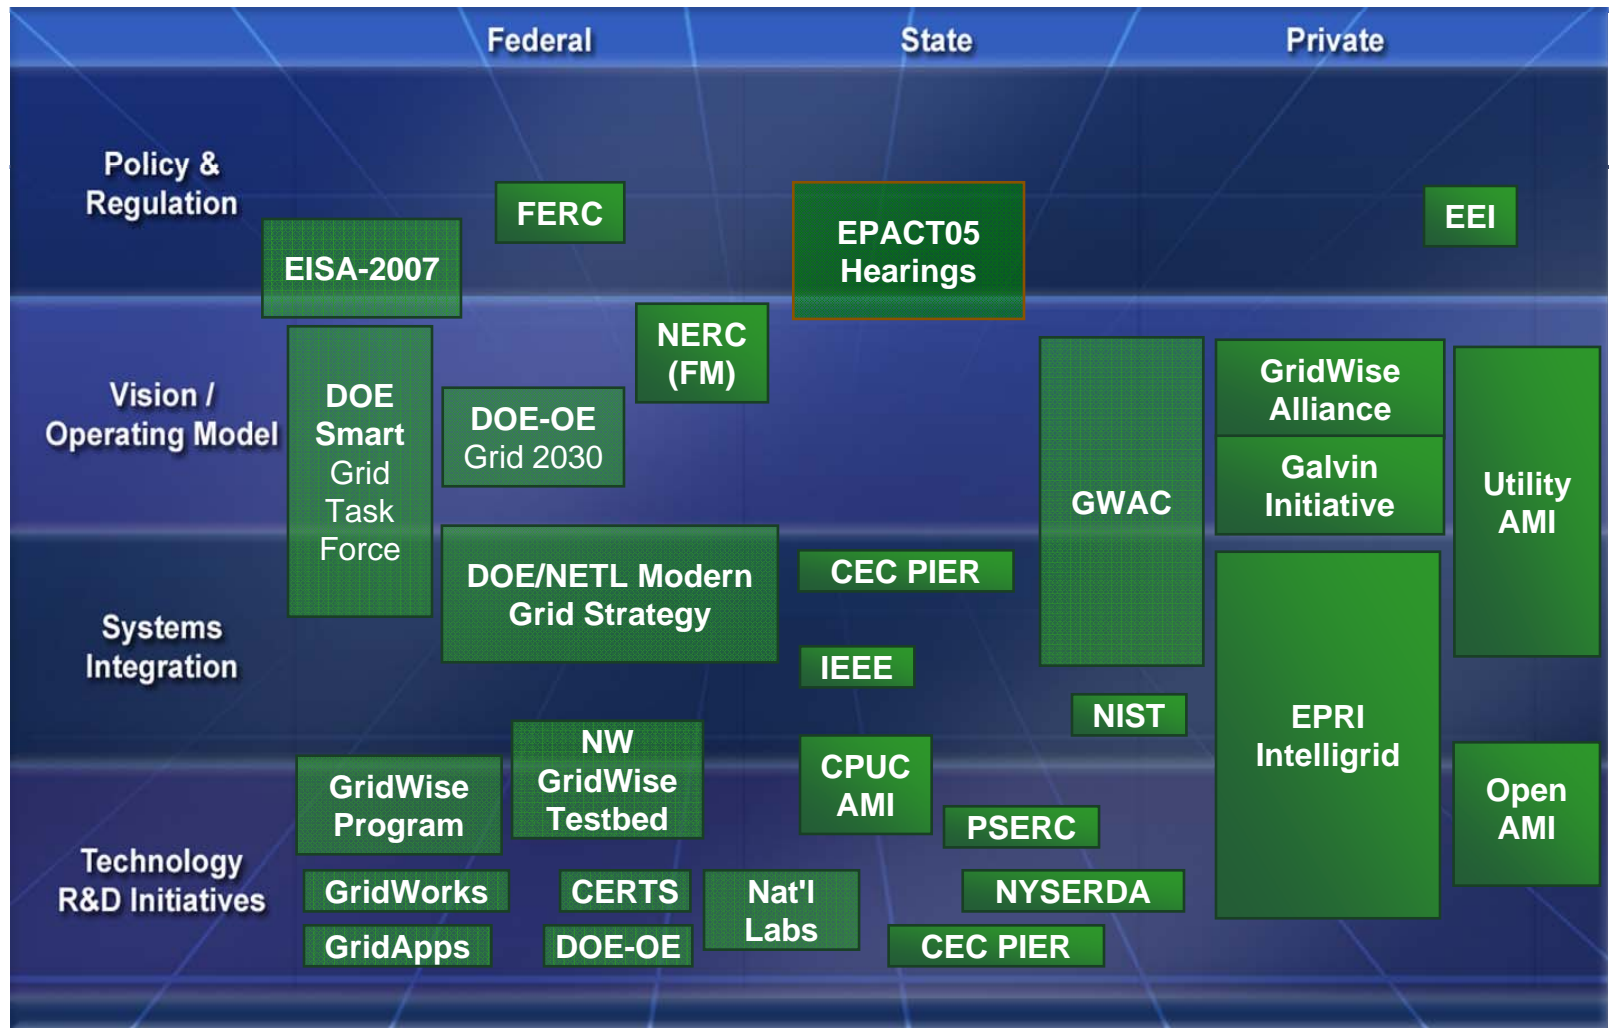 Federal
State
Private
Policy &
Regulation
FERC
EPACT05
Hearings
EEI
EISA-2007
Vision /
Operating Model
NERC
(FM)
DOE
Smart
Grid
Task
Force
DOE-OE
Grid 2030
GWAC
GridWise
Alliance
Galvin
Initiative
Utility
AMI
Systems
Integration
DOE/NETL Modern
Grid Strategy
CEC PIER
IEEE
NIST
EPRI
Intelligrid
Technology
R&D Initiatives
GridWise
Program
NW
GridWise
Testbed
CPUC
AMI
PSERC
Open
AMI
GridWorks
CERTS
Nat'l
Labs
NYSERDA
GridApps
DOE-OE
CEC PIER